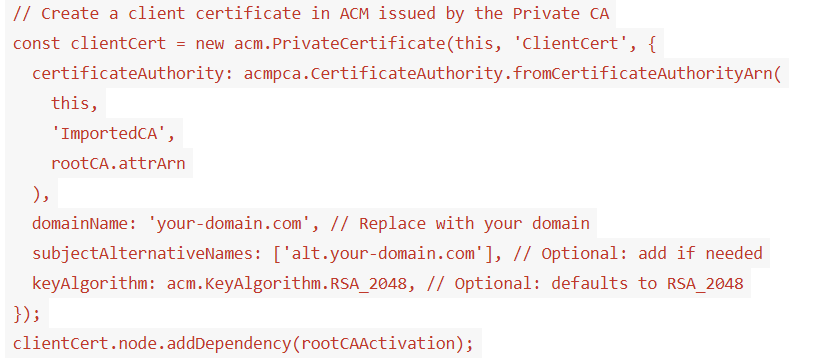 // Create a client certificate in ACM issued by the Private CA
const clientCert = new acm.PrivateCertificate(this, 'ClientCert', {
  certificateAuthority: acmpca.CertificateAuthority.fromCertificateAuthorityArn(
    this,
    'ImportedCA',
    rootCA.attrArn
  ),
  domainName: 'your-domain.com', // Replace with your domain
  subjectAlternativeNames: ['alt.your-domain.com'], // Optional: add if needed
  keyAlgorithm: acm.KeyAlgorithm.RSA_2048, // Optional: defaults to RSA_2048
});
clientCert.node.addDependency(rootCAActivation);